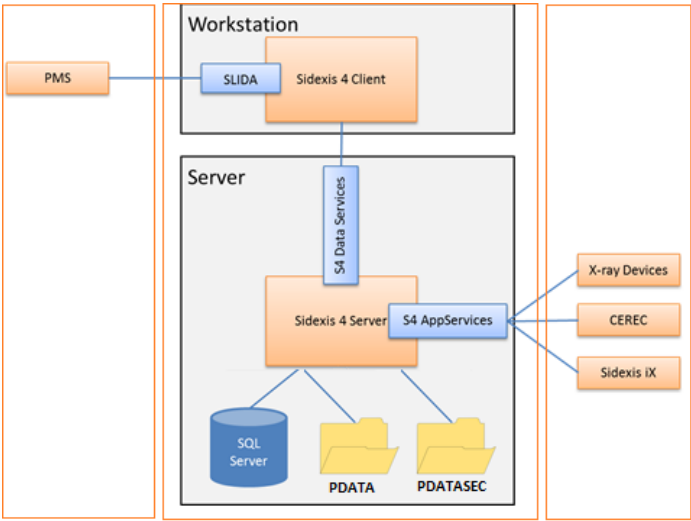 Workstation
PMS
SLIDA
Sidexis 4 Client
Server
S4 Data Services
X-ray Devices
Sidexis 4 Server
S4 AppServices
CEREC
Sidexis iX
SQL
Server
PDATA
PDATASEC